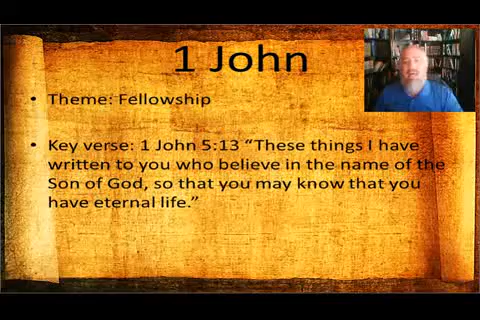 1 John
• Theme: Fellowship
• Key verse: 1 John 5:13 “These things I have
written to you who believe in the name of the
Son of God, so that you may know that you
have eternal life.”